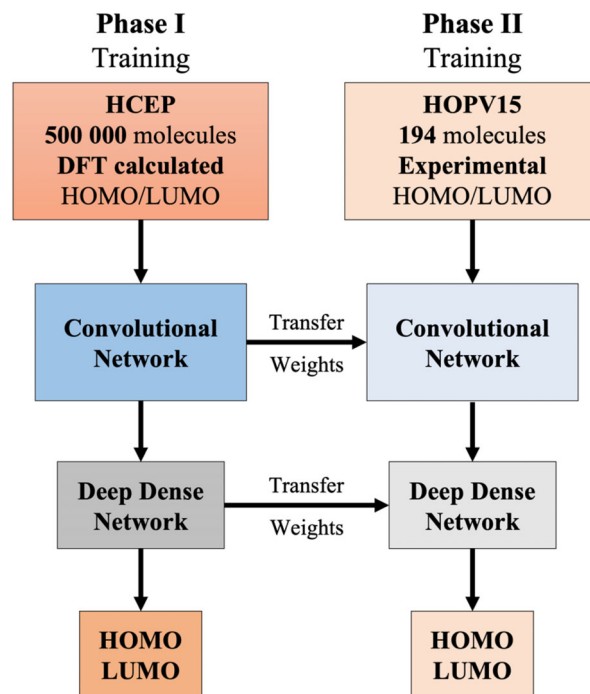 Phase I
Training
HCEP
500 000 molecules
DFT calculated
HOMO/LUMO
Convolutional
Network
Deep Dense
Network
HOMO
LUMO
Transfer
Weights
Transfer
Weights
Phase II
Training
HOPV15
194 molecules
Experimental
HOMO/LUMO
Convolutional
Network
Deep Dense
Network
HOMO
LUMO